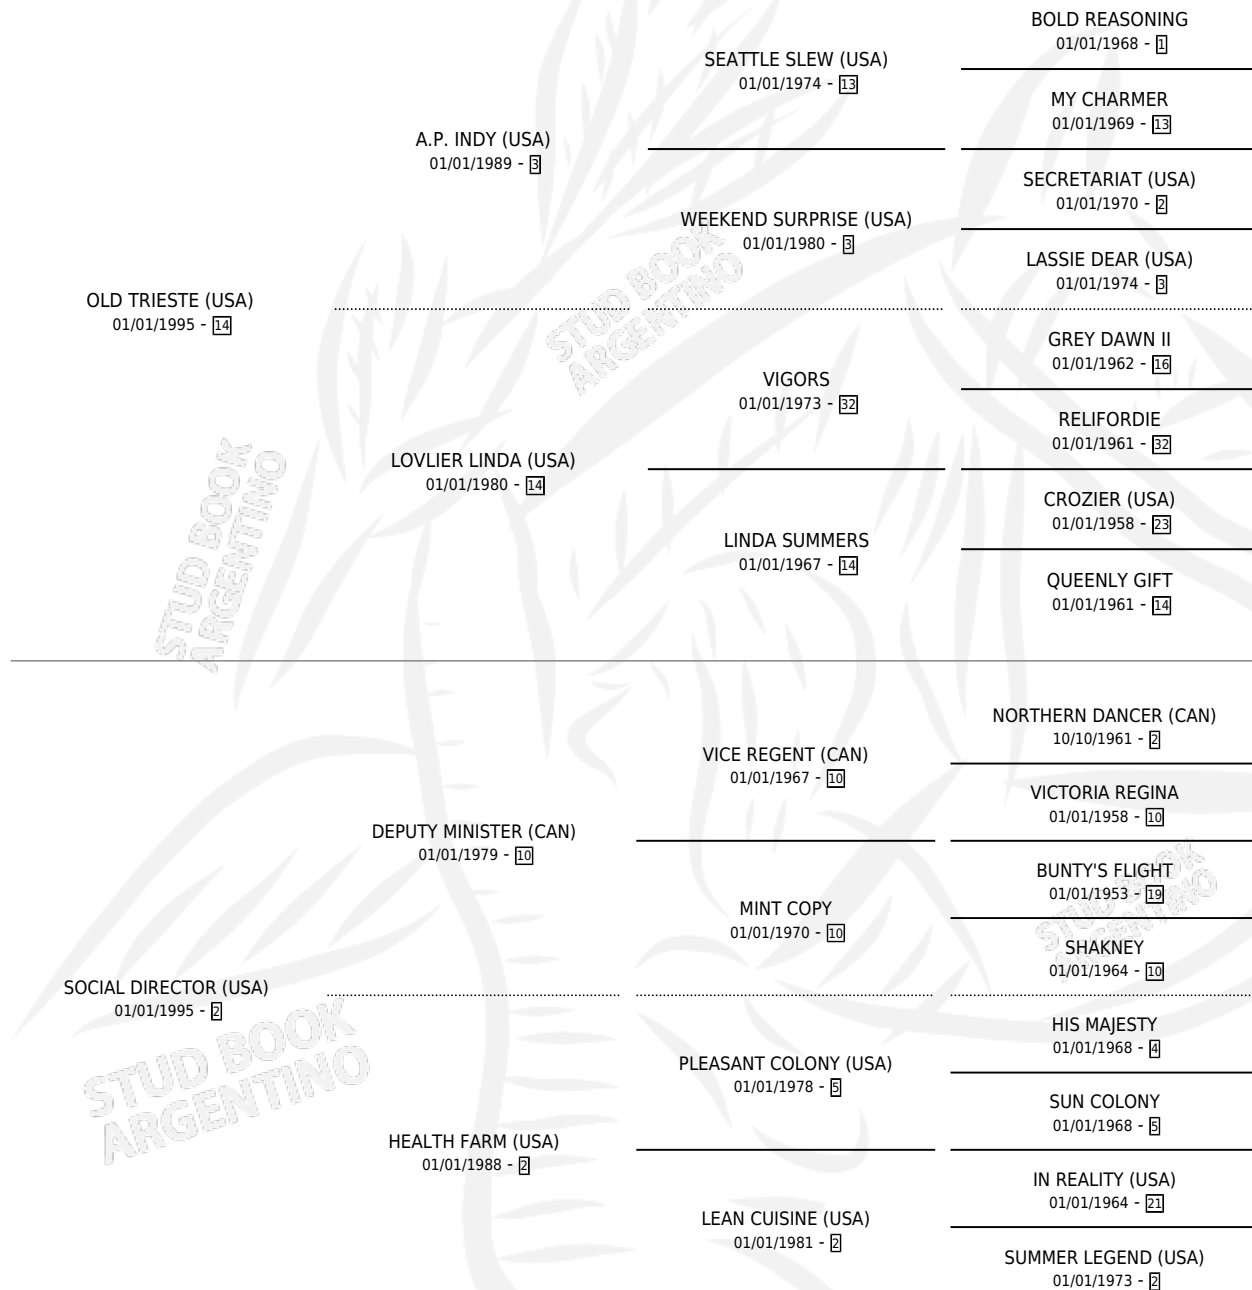 BOLD REASONING
01/01/1968 - 1
SEATTLE SLEW (USA)
01/01/1974 - 13
MY CHARMER
01/01/1969 - 13
A.P. INDY (USA)
01/01/1989 - 3
SECRETARIAT (USA)
01/01/1970 - 2
WEEKEND SURPRISE (USA)
01/01/1980 - 3
LASSIE DEAR (USA)
01/01/1974 - 3
OLD TRIESTE (USA)
01/01/1995 - 14
GREY DAWN II
01/01/1962 - 16
VIGORS
01/01/1973 - 32
RELIFORDIE
01/01/1961 - 32
LOVLIER LINDA (USA)
01/01/1980 - 14
CROZIER (USA)
01/01/1958 - 23
LINDA SUMMERS
01/01/1967 - 14
QUEENLY GIFT
01/01/1961 - 14
NORTHERN DANCER (CAN)
10/10/1961 - 2
VICE REGENT (CAN)
01/01/1967 - 10
VICTORIA REGINA
01/01/1958 - 10
DEPUTY MINISTER (CAN)
01/01/1979 - 10
BUNTY'S FLIGHT
01/01/1953 - 19
MINT COPY
01/01/1970 - 10
SHAKNEY
01/01/1964 - 10
SOCIAL DIRECTOR (USA)
01/01/1995 - 2
HIS MAJESTY
01/01/1968 - 4
PLEASANT COLONY (USA)
01/01/1978 - 5
SUN COLONY
01/01/1968 - 5
HEALTH FARM (USA)
01/01/1988 - 2
IN REALITY (USA)
01/01/1964 - 21
LEAN CUISINE (USA)
01/01/1981 - 2
SUMMER LEGEND (USA)
01/01/1973 - 2
STUD BOOK
ARGENTINO
STUD BOOK
ARGENTINO
STUD BOOK
ARGENTINO
STUD BOOK
ARGENTINO